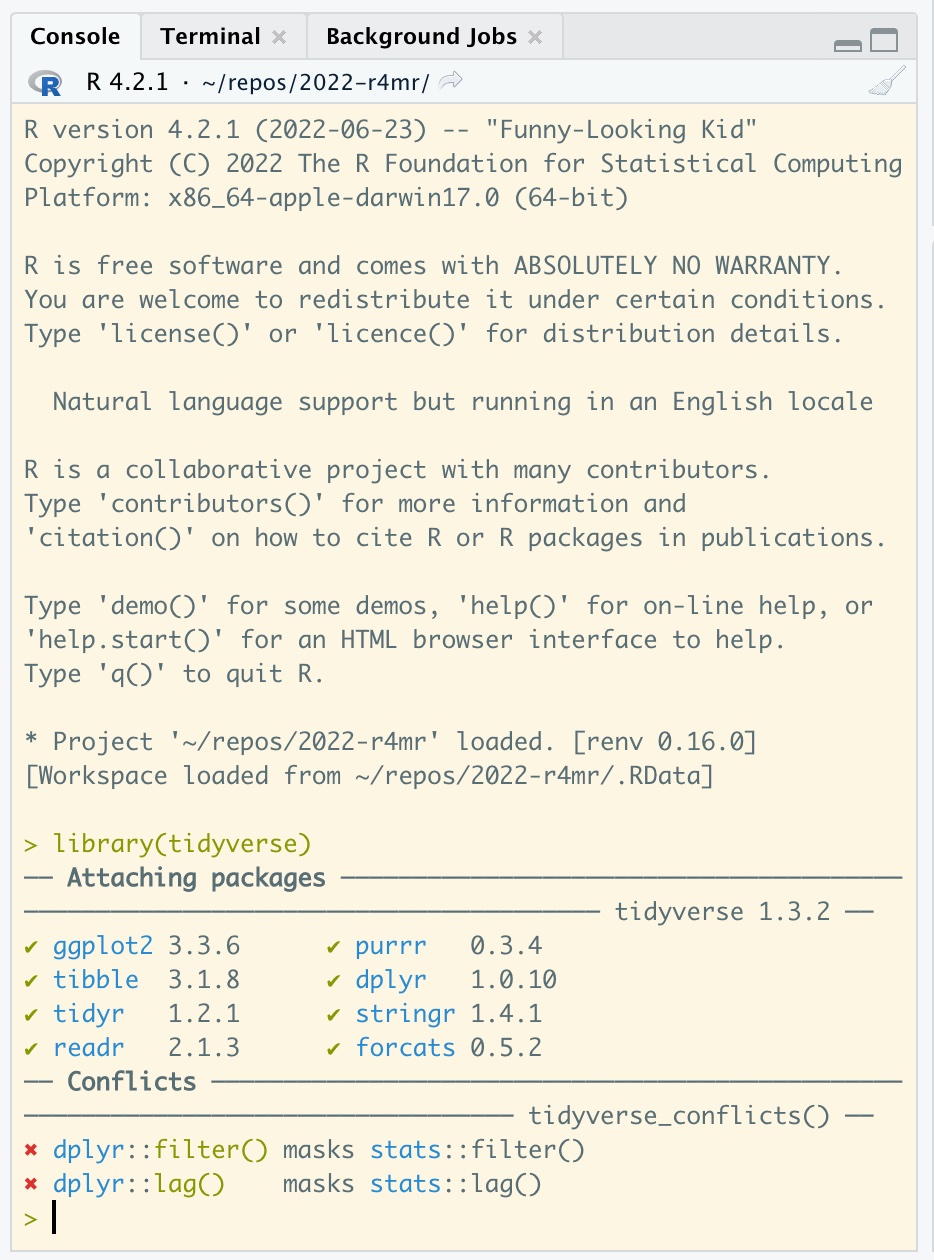 Console Terminal Background Jobs
R R 4.2.1 · ~/repos/2022-r4mr/
R version 4.2.1 (2022-06-23) -- "Funny-Looking Kid"
Copyright (C) 2022 The R Foundation for Statistical Computing
Platform: x86_64-apple-darwin17.0 (64-bit)
R is free software and comes with ABSOLUTELY NO WARRANTY.
You are welcome to redistribute it under certain conditions.
Type 'license()' or 'licence()' for distribution details.
Natural language support but running in an English locale
R is a collaborative project with many contributors.
Type 'contributors()' for more information and
'citation()' on how to cite R or R packages in publications.
Type 'demo()' for some demos, 'help()' for on-line help, or
'help.start()' for an HTML browser interface to help.
Type 'q()' to quit R.
* Project '~/repos/2022-r4mr' loaded. [renv 0.16.0]
[Workspace loaded from ~/repos/2022-r4mr/.RData]
> library(tidyverse)
── Attaching packages ───────────────────────────────────────
──────────────────────────────────────── tidyverse 1.3.2 ──
✔ ggplot2 3.3.6      ✔ purrr   0.3.4
✔ tibble  3.1.8      ✔ dplyr   1.0.10
✔ tidyr   1.2.1      ✔ stringr 1.4.1
✔ readr   2.1.3      ✔ forcats 0.5.2
── Conflicts ────────────────────────────────────────────────
────────────────────────────────── tidyverse_conflicts() ──
✖ dplyr::filter() masks stats::filter()
✖ dplyr::lag()    masks stats::lag()
>